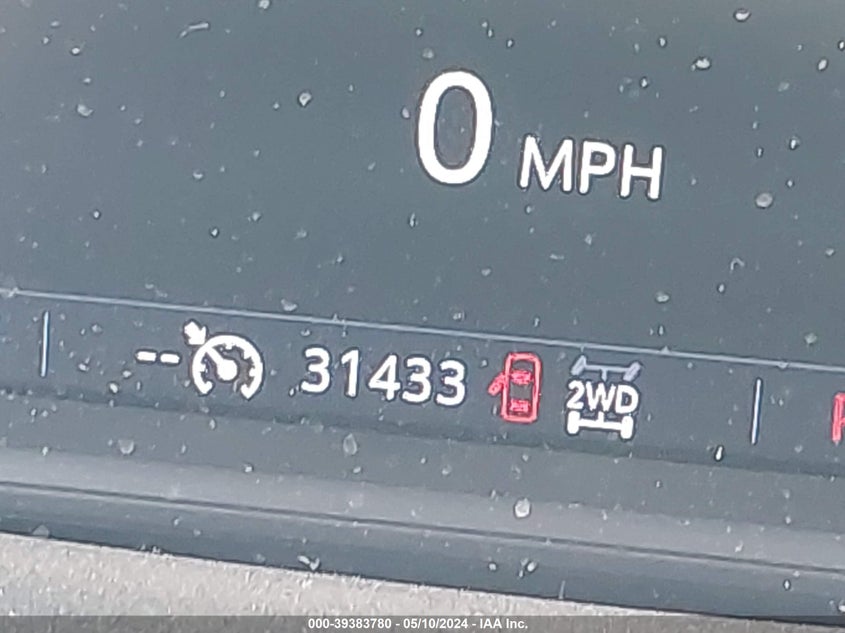 0 MPH
-- 31433 2WD
000-39383780 - 05/10/2024 - IAA Inc.